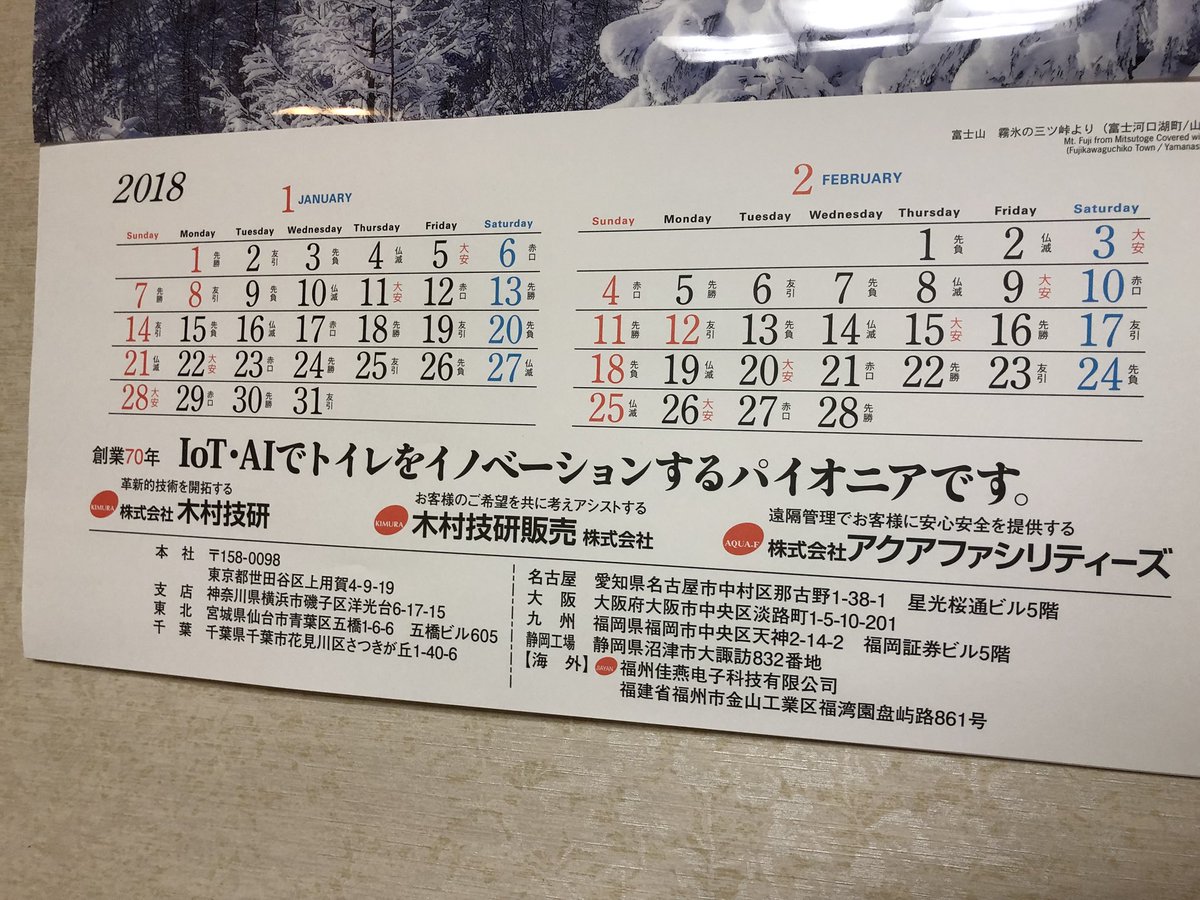 富士山 霧氷の三ツ峠より（富士河口湖町/山
Mt. Fuji from Mitsutoge Covered wi
(Fujikawaguchiko Town / Yamanas
2018
1 JANUARY
Sunday Monday Tuesday Wednesday Thursday Friday Saturday
1 先勝 2 友引 3 先負 4 仏滅 5 大安 6 赤口
7 先勝 8 友引 9 先負 10 仏滅 11 大安 12 赤口 13 先勝
14 友引 15 先負 16 仏滅 17 赤口 18 先勝 19 友引 20 先負
21 仏滅 22 大安 23 赤口 24 先勝 25 友引 26 先負 27 仏滅
28 大安 29 赤口 30 先勝 31 友引
2 FEBRUARY
Sunday Monday Tuesday Wednesday Thursday Friday Saturday
1 先負 2 仏滅 3 大安
4 赤口 5 先勝 6 友引 7 先負 8 仏滅 9 大安 10 赤口
11 先勝 12 友引 13 先負 14 仏滅 15 大安 16 先勝 17 友引
18 先負 19 仏滅 20 大安 21 赤口 22 先勝 23 友引 24 先負
25 仏滅 26 大安 27 赤口 28 先勝
創業70年 IoT・AIでトイレをイノベーションするパイオニアです。
革新的技術を開拓する
KIMURA 株式会社 木村技研
お客様のご希望を共に考えアシストする
KIMURA 木村技研販売 株式会社
遠隔管理でお客様に安心安全を提供する
AQUA-F 株式会社アクアファシリティーズ
本 社 〒158-0098
東京都世田谷区上用賀4-9-19
支 店 神奈川県横浜市磯子区洋光台6-17-15
東 北 宮城県仙台市青葉区五橋1-6-6 五橋ビル605
千 葉 千葉県千葉市花見川区さつきが丘1-40-6
名古屋 愛知県名古屋市中村区那古野1-38-1 星光桜通ビル5階
大 阪 大阪府大阪市中央区淡路町1-5-10-201
九 州 福岡県福岡市中央区天神2-14-2 福岡証券ビル5階
静岡工場 静岡県沼津市大諏訪832番地
【海 外】 福州佳燕电子科技有限公司
福建省福州市金山工業区福湾園盘屿路861号